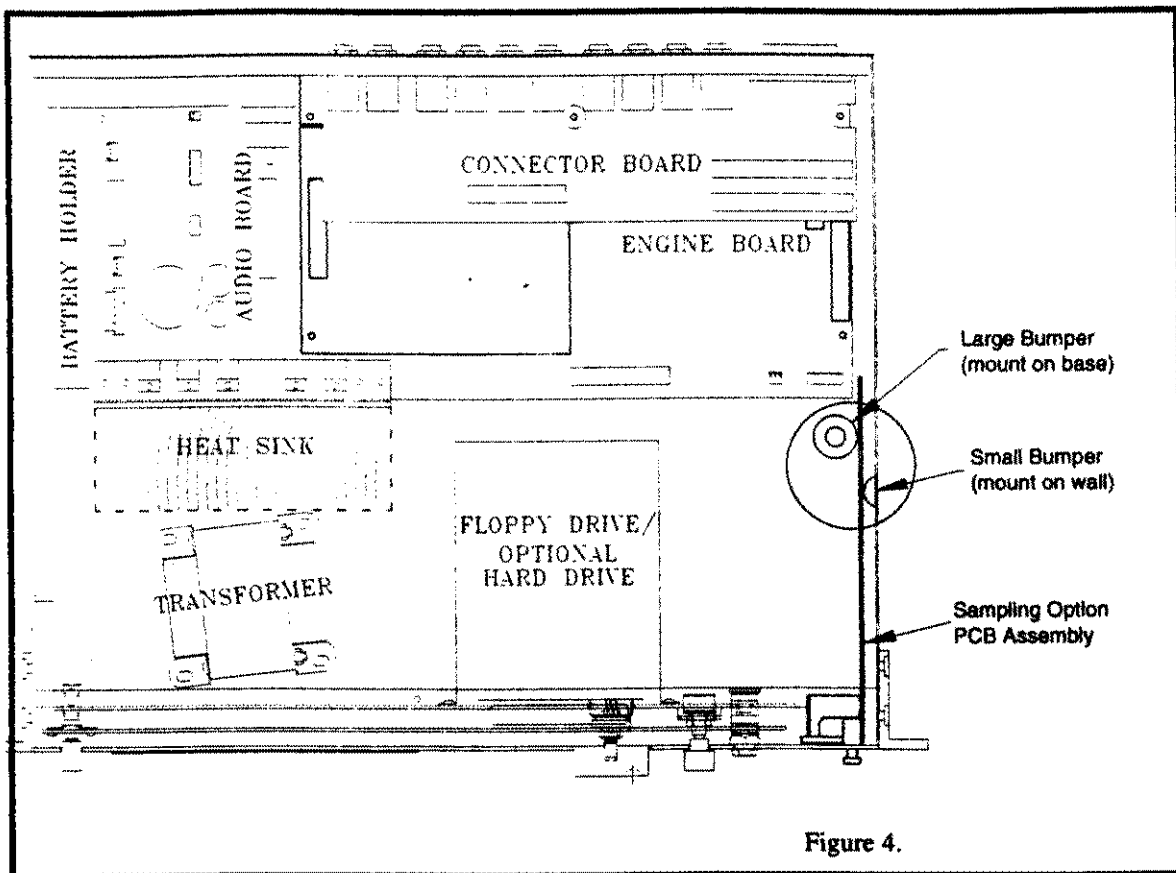 BATTERY HOLDER
AUDIO BOARD
CONNECTOR BOARD
ENGINE BOARD
Large Bumper
(mount on base)
HEAT SINK
Small Bumper
(mount on wall)
FLOPPY DRIVE/
OPTIONAL
HARD DRIVE
TRANSFORMER
Sampling Option
PCB Assembly
Figure 4.